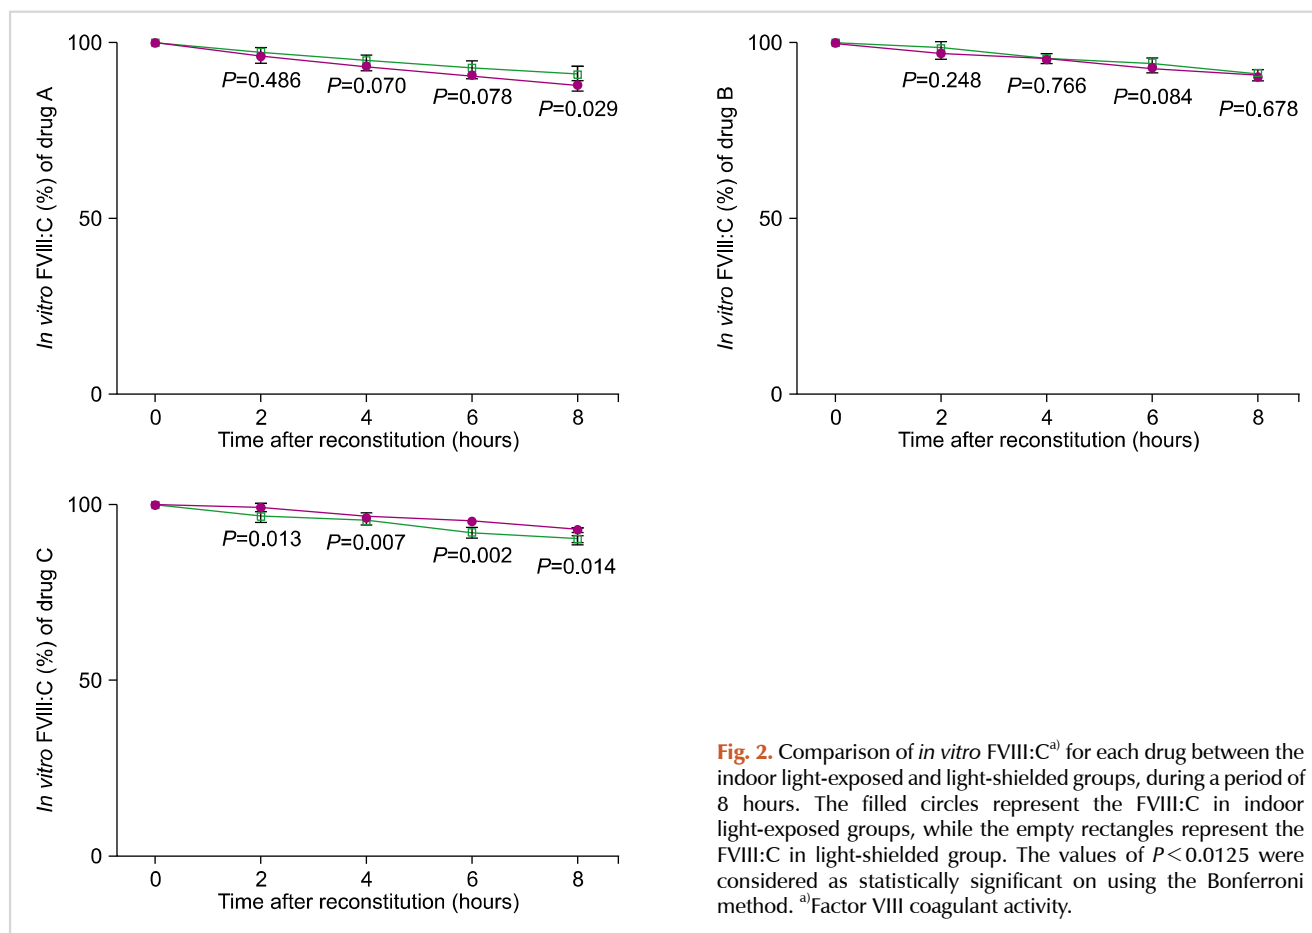 100
50
0
In vitro FVIII:C (%) of drug A
P=0.486
P=0.070
P=0.078
P=0.029
0 2 4 6 8
Time after reconstitution (hours)
100
50
0
In vitro FVIII:C (%) of drug B
P=0.248
P=0.766
P=0.084
P=0.678
0 2 4 6 8
Time after reconstitution (hours)
100
50
0
In vitro FVIII:C (%) of drug C
P=0.013
P=0.007
P=0.002
P=0.014
0 2 4 6 8
Time after reconstitution (hours)
Fig. 2. Comparison of in vitro FVIII:Cᵃ⁾ for each drug between the
indoor light-exposed and light-shielded groups, during a period of
8 hours. The filled circles represent the FVIII:C in indoor
light-exposed groups, while the empty rectangles represent the
FVIII:C in light-shielded group. The values of P<0.0125 were
considered as statistically significant on using the Bonferroni
method. ᵃ⁾Factor VIII coagulant activity.